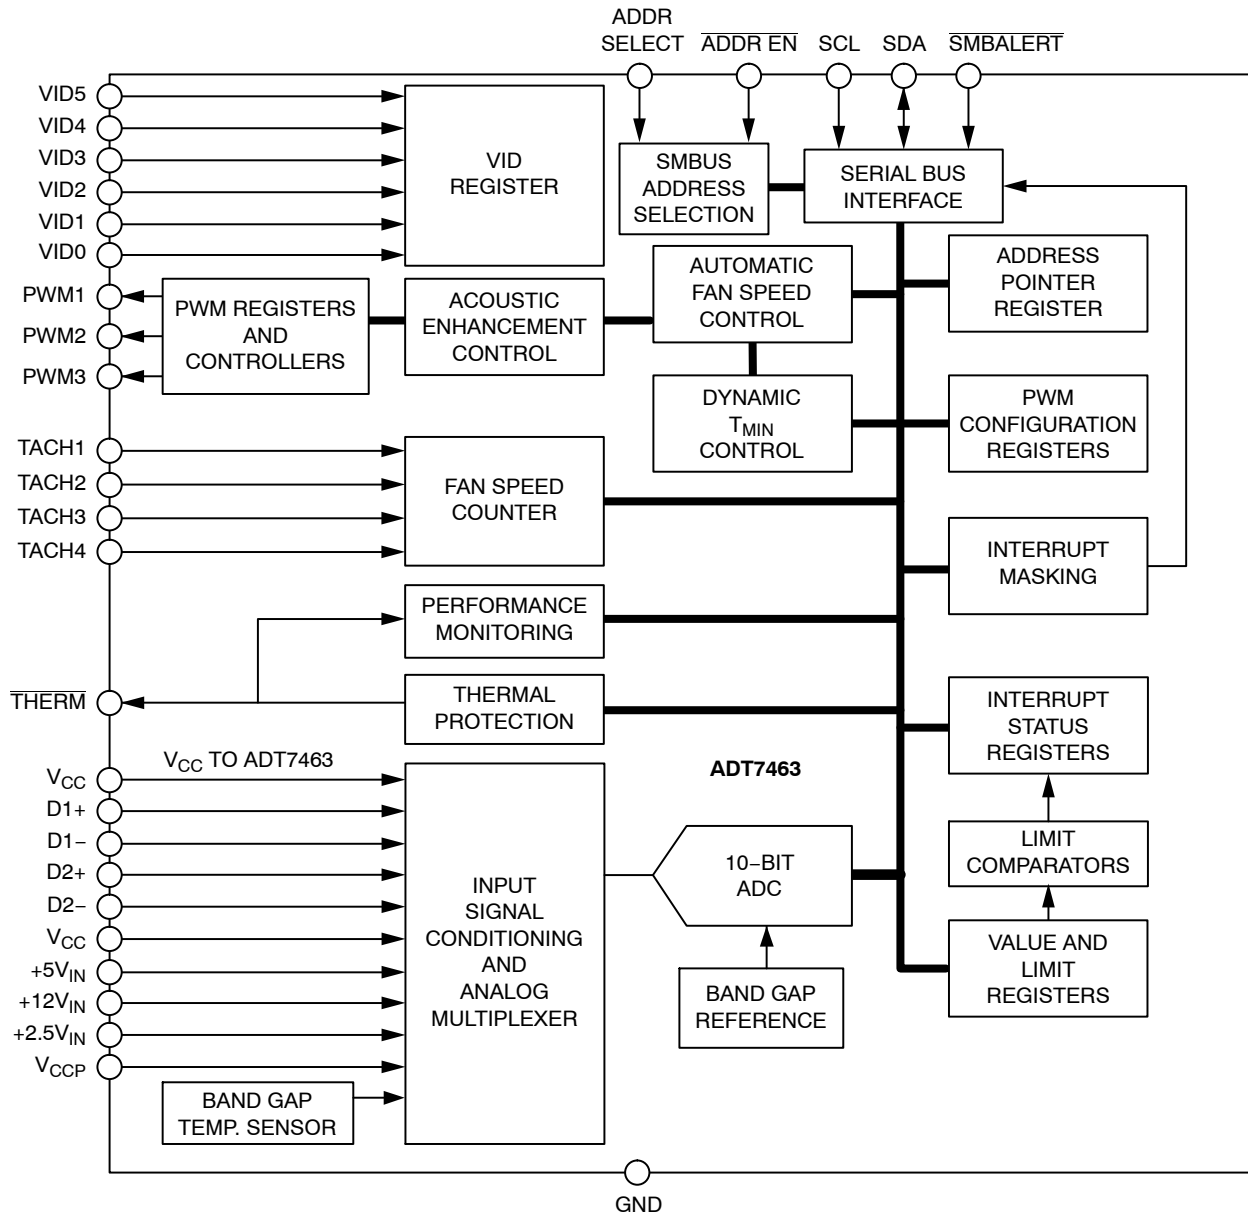 ADDR
SELECT
ADDR EN
SCL
SDA
SMBALERT
VID5
VID4
VID3
VID2
VID1
VID0
VID
REGISTER
SMBUS
ADDRESS
SELECTION
SERIAL BUS
INTERFACE
PWM1
PWM2
PWM3
PWM REGISTERS
AND
CONTROLLERS
ACOUSTIC
ENHANCEMENT
CONTROL
AUTOMATIC
FAN SPEED
CONTROL
ADDRESS
POINTER
REGISTER
DYNAMIC
TMIN
CONTROL
PWM
CONFIGURATION
REGISTERS
TACH1
TACH2
TACH3
TACH4
FAN SPEED
COUNTER
INTERRUPT
MASKING
PERFORMANCE
MONITORING
THERM
THERMAL
PROTECTION
INTERRUPT
STATUS
REGISTERS
VCC TO ADT7463
ADT7463
VCC
D1+
D1−
D2+
D2−
VCC
+5VIN
+12VIN
+2.5VIN
VCCP
INPUT
SIGNAL
CONDITIONING
AND
ANALOG
MULTIPLEXER
10−BIT
ADC
LIMIT
COMPARATORS
VALUE AND
LIMIT
REGISTERS
BAND GAP
REFERENCE
BAND GAP
TEMP. SENSOR
GND